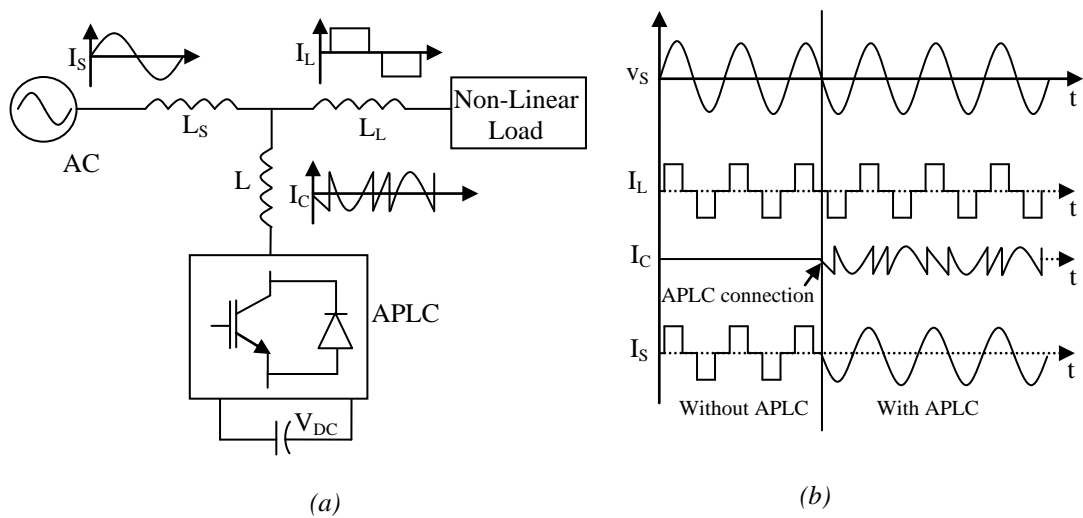 I_S
I_L
AC
L_S
L_L
Non-Linear
Load
L
I_C
APLC
V_DC
(a)
v_S
t
I_L
t
I_C
t
APLC connection
I_S
t
Without APLC
With APLC
(b)